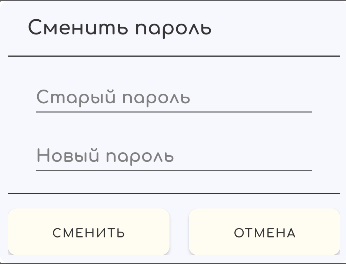 Сменить пароль
Старый пароль
Новый пароль
СМЕНИТЬ
ОТМЕНА